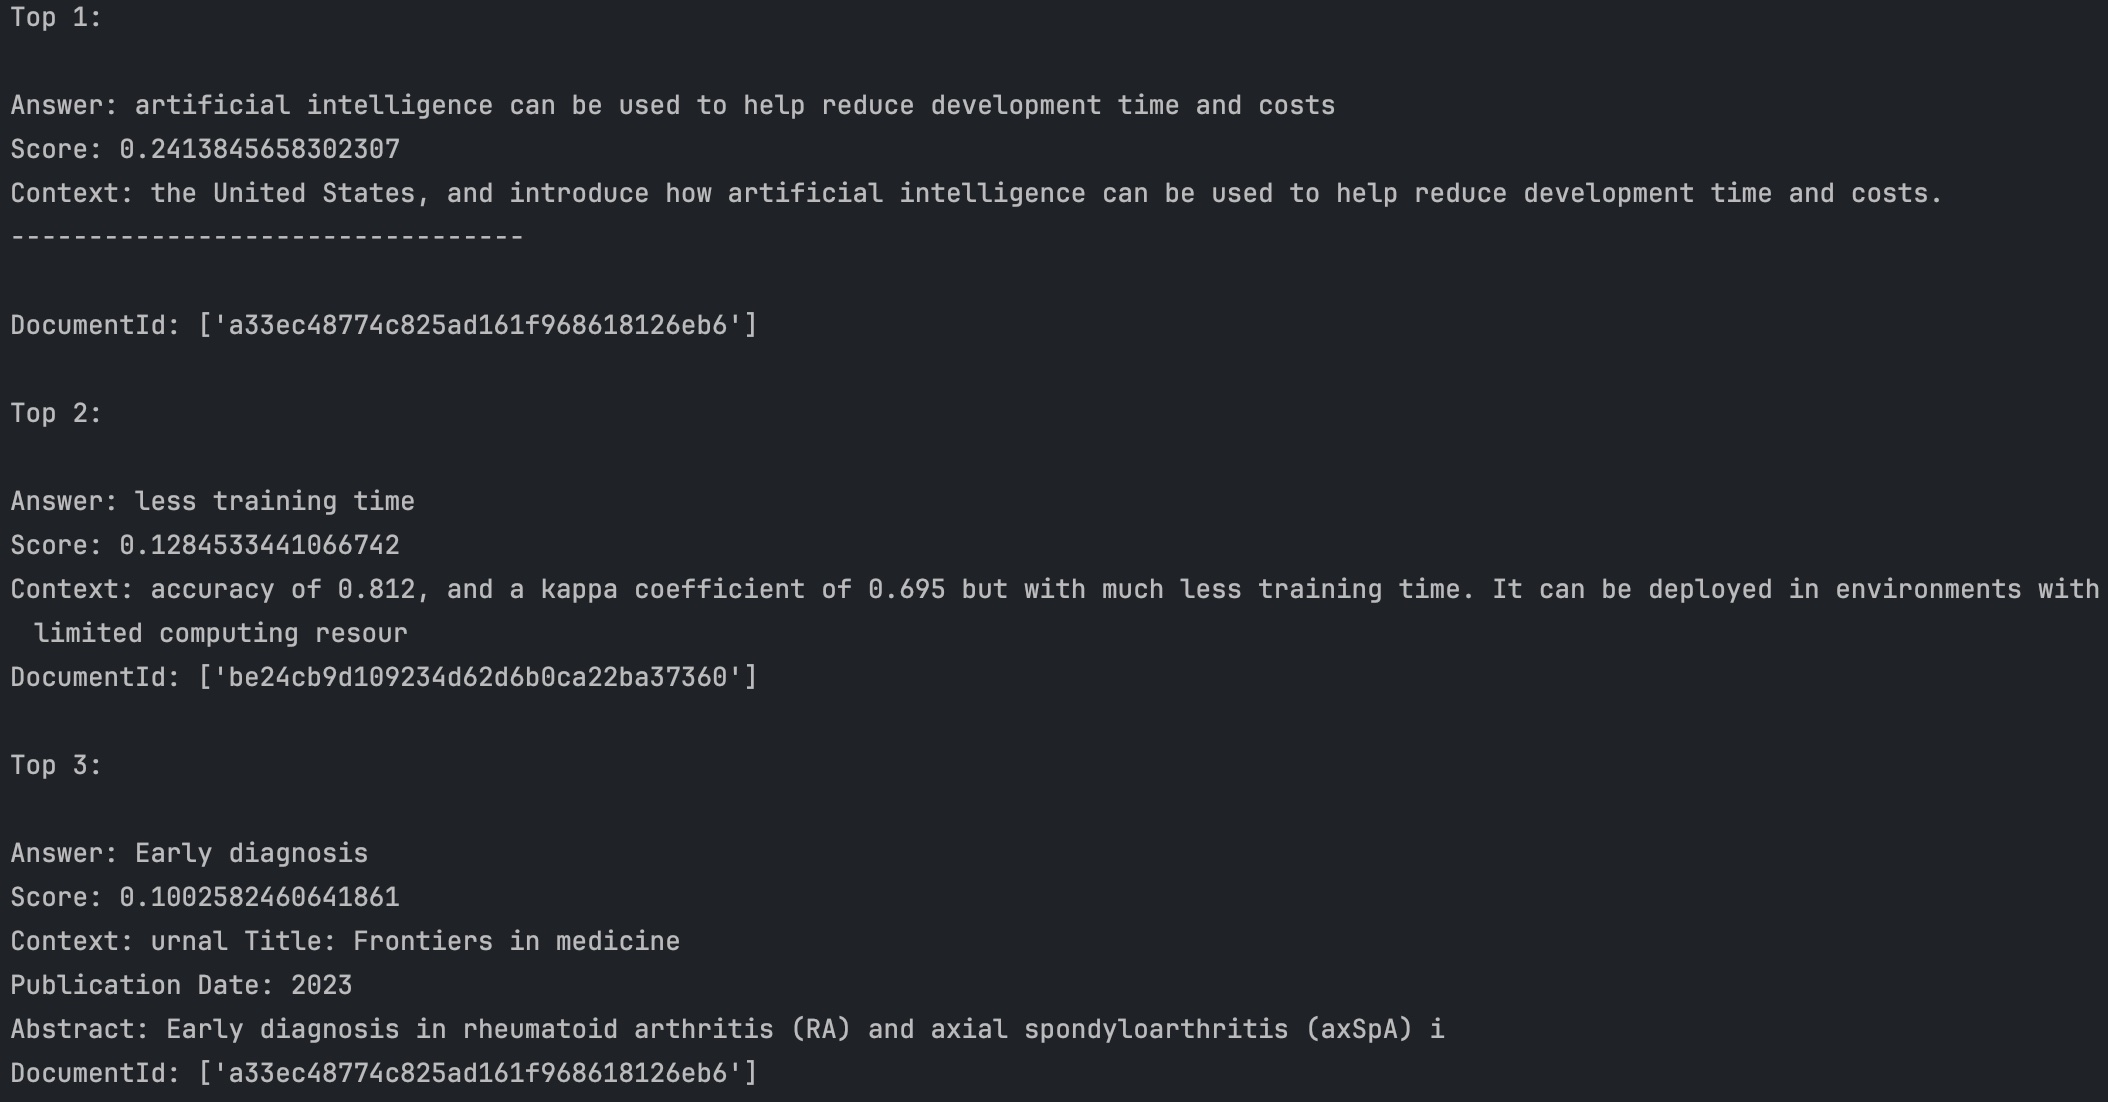 Top 1:
Answer: artificial intelligence can be used to help reduce development time and costs
Score: 0.2413845658302307
Context: the United States, and introduce how artificial intelligence can be used to help reduce development time and costs.
---------------------------------
DocumentId: ['a33ec48774c825ad161f968618126eb6']
Top 2:
Answer: less training time
Score: 0.1284533441066742
Context: accuracy of 0.812, and a kappa coefficient of 0.695 but with much less training time. It can be deployed in environments with
limited computing resour
DocumentId: ['be24cb9d109234d62d6b0ca22ba37360']
Top 3:
Answer: Early diagnosis
Score: 0.1002582460641861
Context: urnal Title: Frontiers in medicine
Publication Date: 2023
Abstract: Early diagnosis in rheumatoid arthritis (RA) and axial spondyloarthritis (axSpA) i
DocumentId: ['a33ec48774c825ad161f968618126eb6']